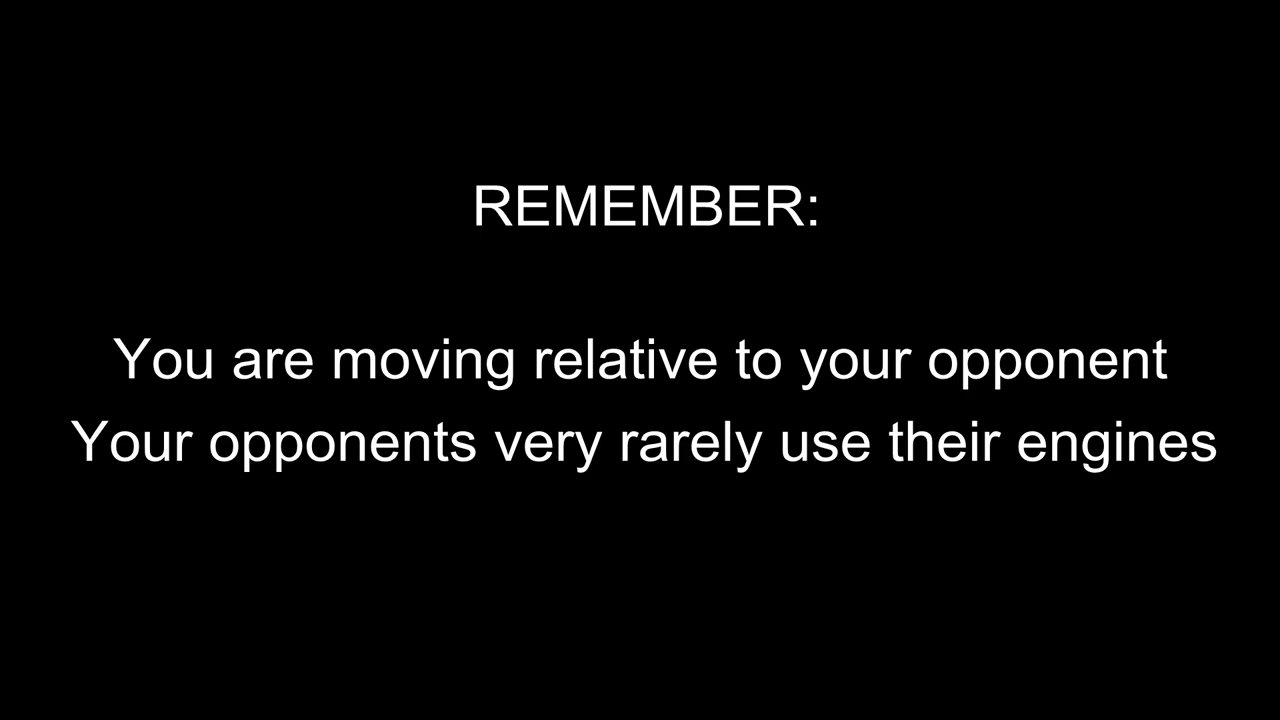 REMEMBER:
You are moving relative to your opponent
Your opponents very rarely use their engines